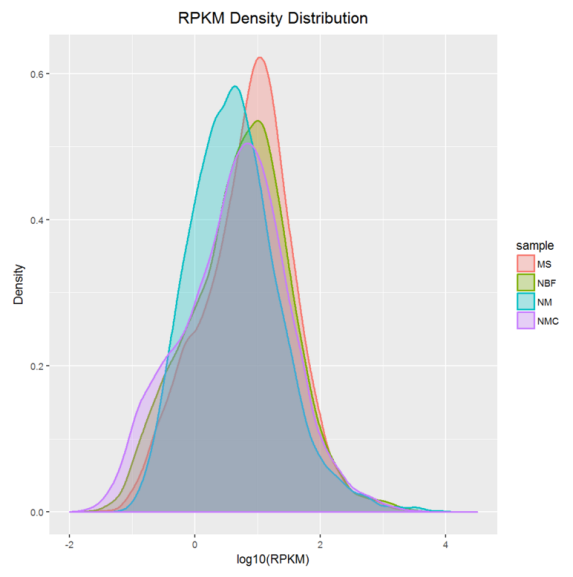 RPKM Density Distribution
0.6
0.4
0.2
0.0
Density
-2
0
2
4
log10(RPKM)
sample
MS
NBF
NM
NMC